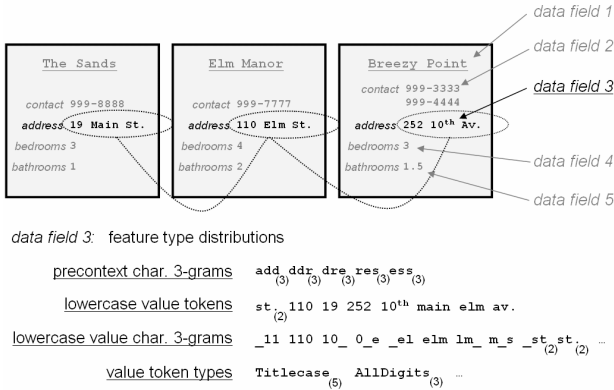 data field 1
data field 2
data field 3
The Sands
contact 999-8888
address 19 Main St.
bedrooms 3
bathrooms 1
Elm Manor
contact 999-7777
address 110 Elm St.
bedrooms 4
bathrooms 2
Breezy Point
contact 999-3333
999-4444
address 252 10th Av.
bedrooms 3
bathrooms 1.5
data field 4
data field 5
data field 3: feature type distributions
precontext char. 3-grams add(3) ddr(3) dre(3) res(3) ess(3)
lowercase value tokens st.(2) 110 19 252 10th main elm av.
lowercase value char. 3-grams _11 110 10_ 0_e _el elm lm_ m_s _st(2) st.(2) …
value token types Titlecase(5) AllDigits(3) …